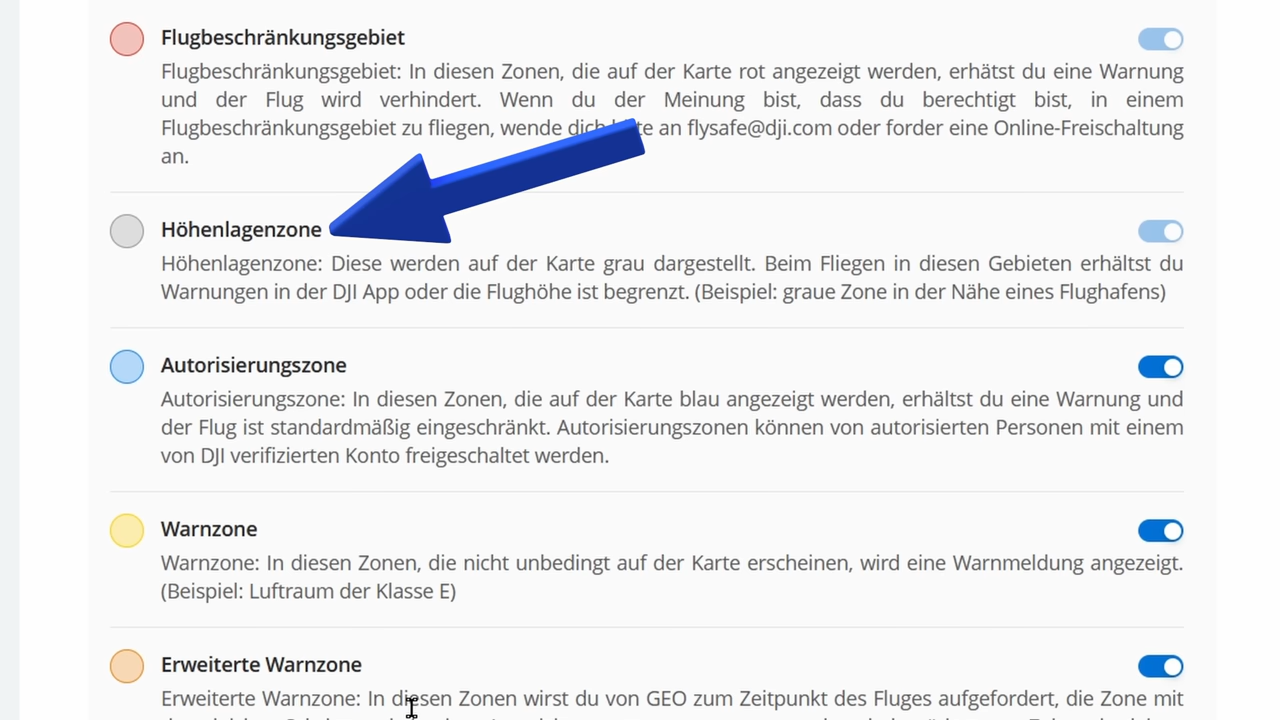 Flugbeschränkungsgebiet
Flugbeschränkungsgebiet: In diesen Zonen, die auf der Karte rot angezeigt werden, erhätst du eine Warnung
und der Flug wird verhindert. Wenn du der Meinung bist, dass du berechtigt bist, in einem
Flugbeschränkungsgebiet zu fliegen, wende dich an flysafe@dji.com oder forder eine Online-Freischaltung
an.
Höhenlagenzone
Höhenlagenzone: Diese werden auf der Karte grau dargestellt. Beim Fliegen in diesen Gebieten erhältst du
Warnungen in der DJI App oder die Flughöhe ist begrenzt. (Beispiel: graue Zone in der Nähe eines Flughafens)
Autorisierungszone
Autorisierungszone: In diesen Zonen, die auf der Karte blau angezeigt werden, erhältst du eine Warnung und
der Flug ist standardmäßig eingeschränkt. Autorisierungszonen können von autorisierten Personen mit einem
von DJI verifizierten Konto freigeschaltet werden.
Warnzone
Warnzone: In diesen Zonen, die nicht unbedingt auf der Karte erscheinen, wird eine Warnmeldung angezeigt.
(Beispiel: Luftraum der Klasse E)
Erweiterte Warnzone
Erweiterte Warnzone: In diesen Zonen wirst du von GEO zum Zeitpunkt des Fluges aufgefordert, die Zone mit